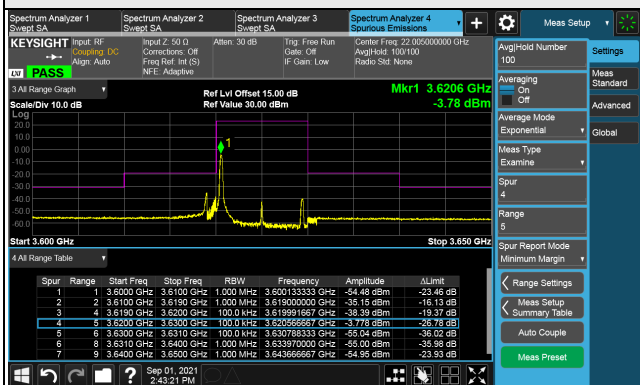 Spectrum Analyzer 1
Swept SA
Spectrum Analyzer 2
Swept SA
Spectrum Analyzer 3
Swept SA
Spectrum Analyzer 4
Spurious Emissions
Meas Setup
KEYSIGHT
LXI PASS
Input: RF
Coupling: DC
Align: Auto
Input Z: 50 Ω
Corrections: Off
Freq Ref: Int (S)
NFE: Adaptive
Atten: 30 dB
Trig: Free Run
Gate: Off
IF Gain: Low
Center Freq: 22.005000000 GHz
Avg|Hold: 100/100
Radio Std: None
3 All Range Graph
Scale/Div 10.0 dB
Ref Lvl Offset 15.00 dB
Ref Value 30.00 dBm
Mkr1 3.6206 GHz
-3.78 dBm
Log
20.0
10.0
0.00
-10.0
-20.0
-30.0
-40.0
-50.0
-60.0
1
Start 3.600 GHz
Stop 3.650 GHz
4 All Range Table
Spur Range Start Freq Stop Freq RBW Frequency Amplitude ΔLimit
1 1 3.6000 GHz 3.6100 GHz 1.000 MHz 3.600133333 GHz -54.48 dBm -23.46 dB
2 2 3.6100 GHz 3.6190 GHz 1.000 MHz 3.619000000 GHz -35.15 dBm -16.13 dB
3 4 3.6190 GHz 3.6200 GHz 100.0 kHz 3.619991667 GHz -38.39 dBm -19.37 dB
4 5 3.6200 GHz 3.6300 GHz 100.0 kHz 3.620566667 GHz -3.778 dBm -26.78 dB
5 6 3.6300 GHz 3.6310 GHz 100.0 kHz 3.630788333 GHz -55.04 dBm -36.02 dB
6 8 3.6310 GHz 3.6400 GHz 1.000 MHz 3.633970000 GHz -55.00 dBm -35.98 dB
7 9 3.6400 GHz 3.6500 GHz 1.000 MHz 3.643666667 GHz -54.95 dBm -23.93 dB
Sep 01, 2021
2:43:21 PM
Avg|Hold Number
100
Averaging
On
Off
Average Mode
Exponential
Meas Type
Examine
Spur
4
Range
5
Spur Report Mode
Minimum Margin
Range Settings
Meas Setup
Summary Table
Auto Couple
Meas Preset
Settings
Meas
Standard
Advanced
Global